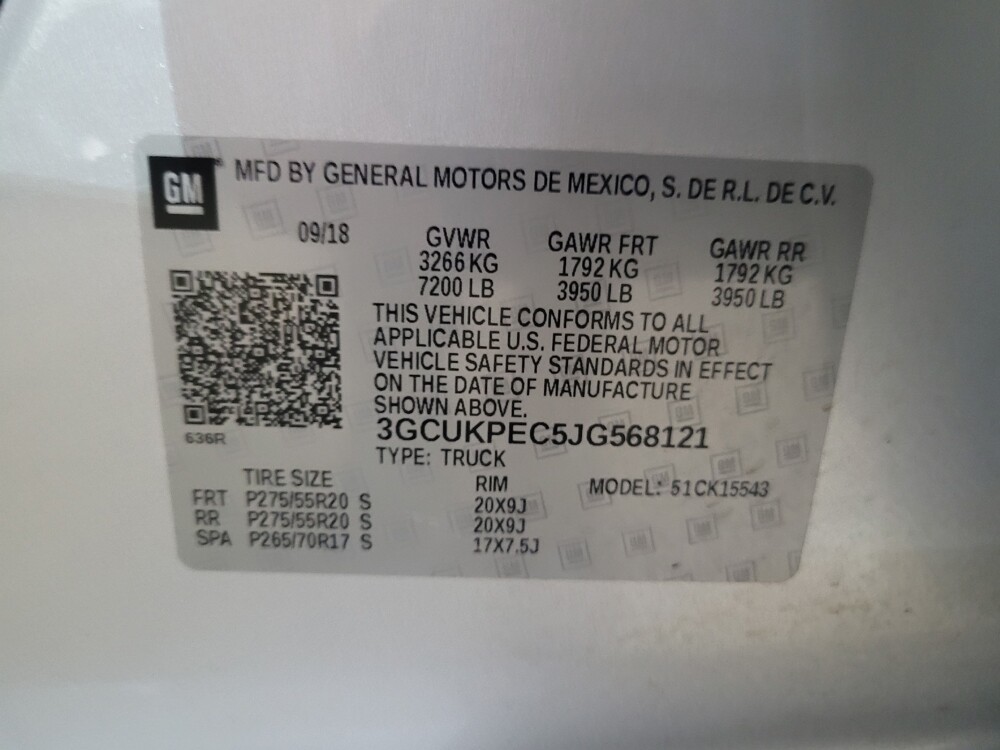 GM MFD BY GENERAL MOTORS DE MEXICO, S. DE R.L. DE C.V.
09/18 GVWR GAWR FRT GAWR RR
3266 KG 1792 KG 1792 KG
7200 LB 3950 LB 3950 LB
THIS VEHICLE CONFORMS TO ALL
APPLICABLE U.S. FEDERAL MOTOR
VEHICLE SAFETY STANDARDS IN EFFECT
ON THE DATE OF MANUFACTURE
SHOWN ABOVE.
636R 3GCUKPEC5JG568121
TYPE: TRUCK
TIRE SIZE RIM MODEL: 51CK15543
FRT P275/55R20 S 20X9J
RR P275/55R20 S 20X9J
SPA P265/70R17 S 17X7.5J